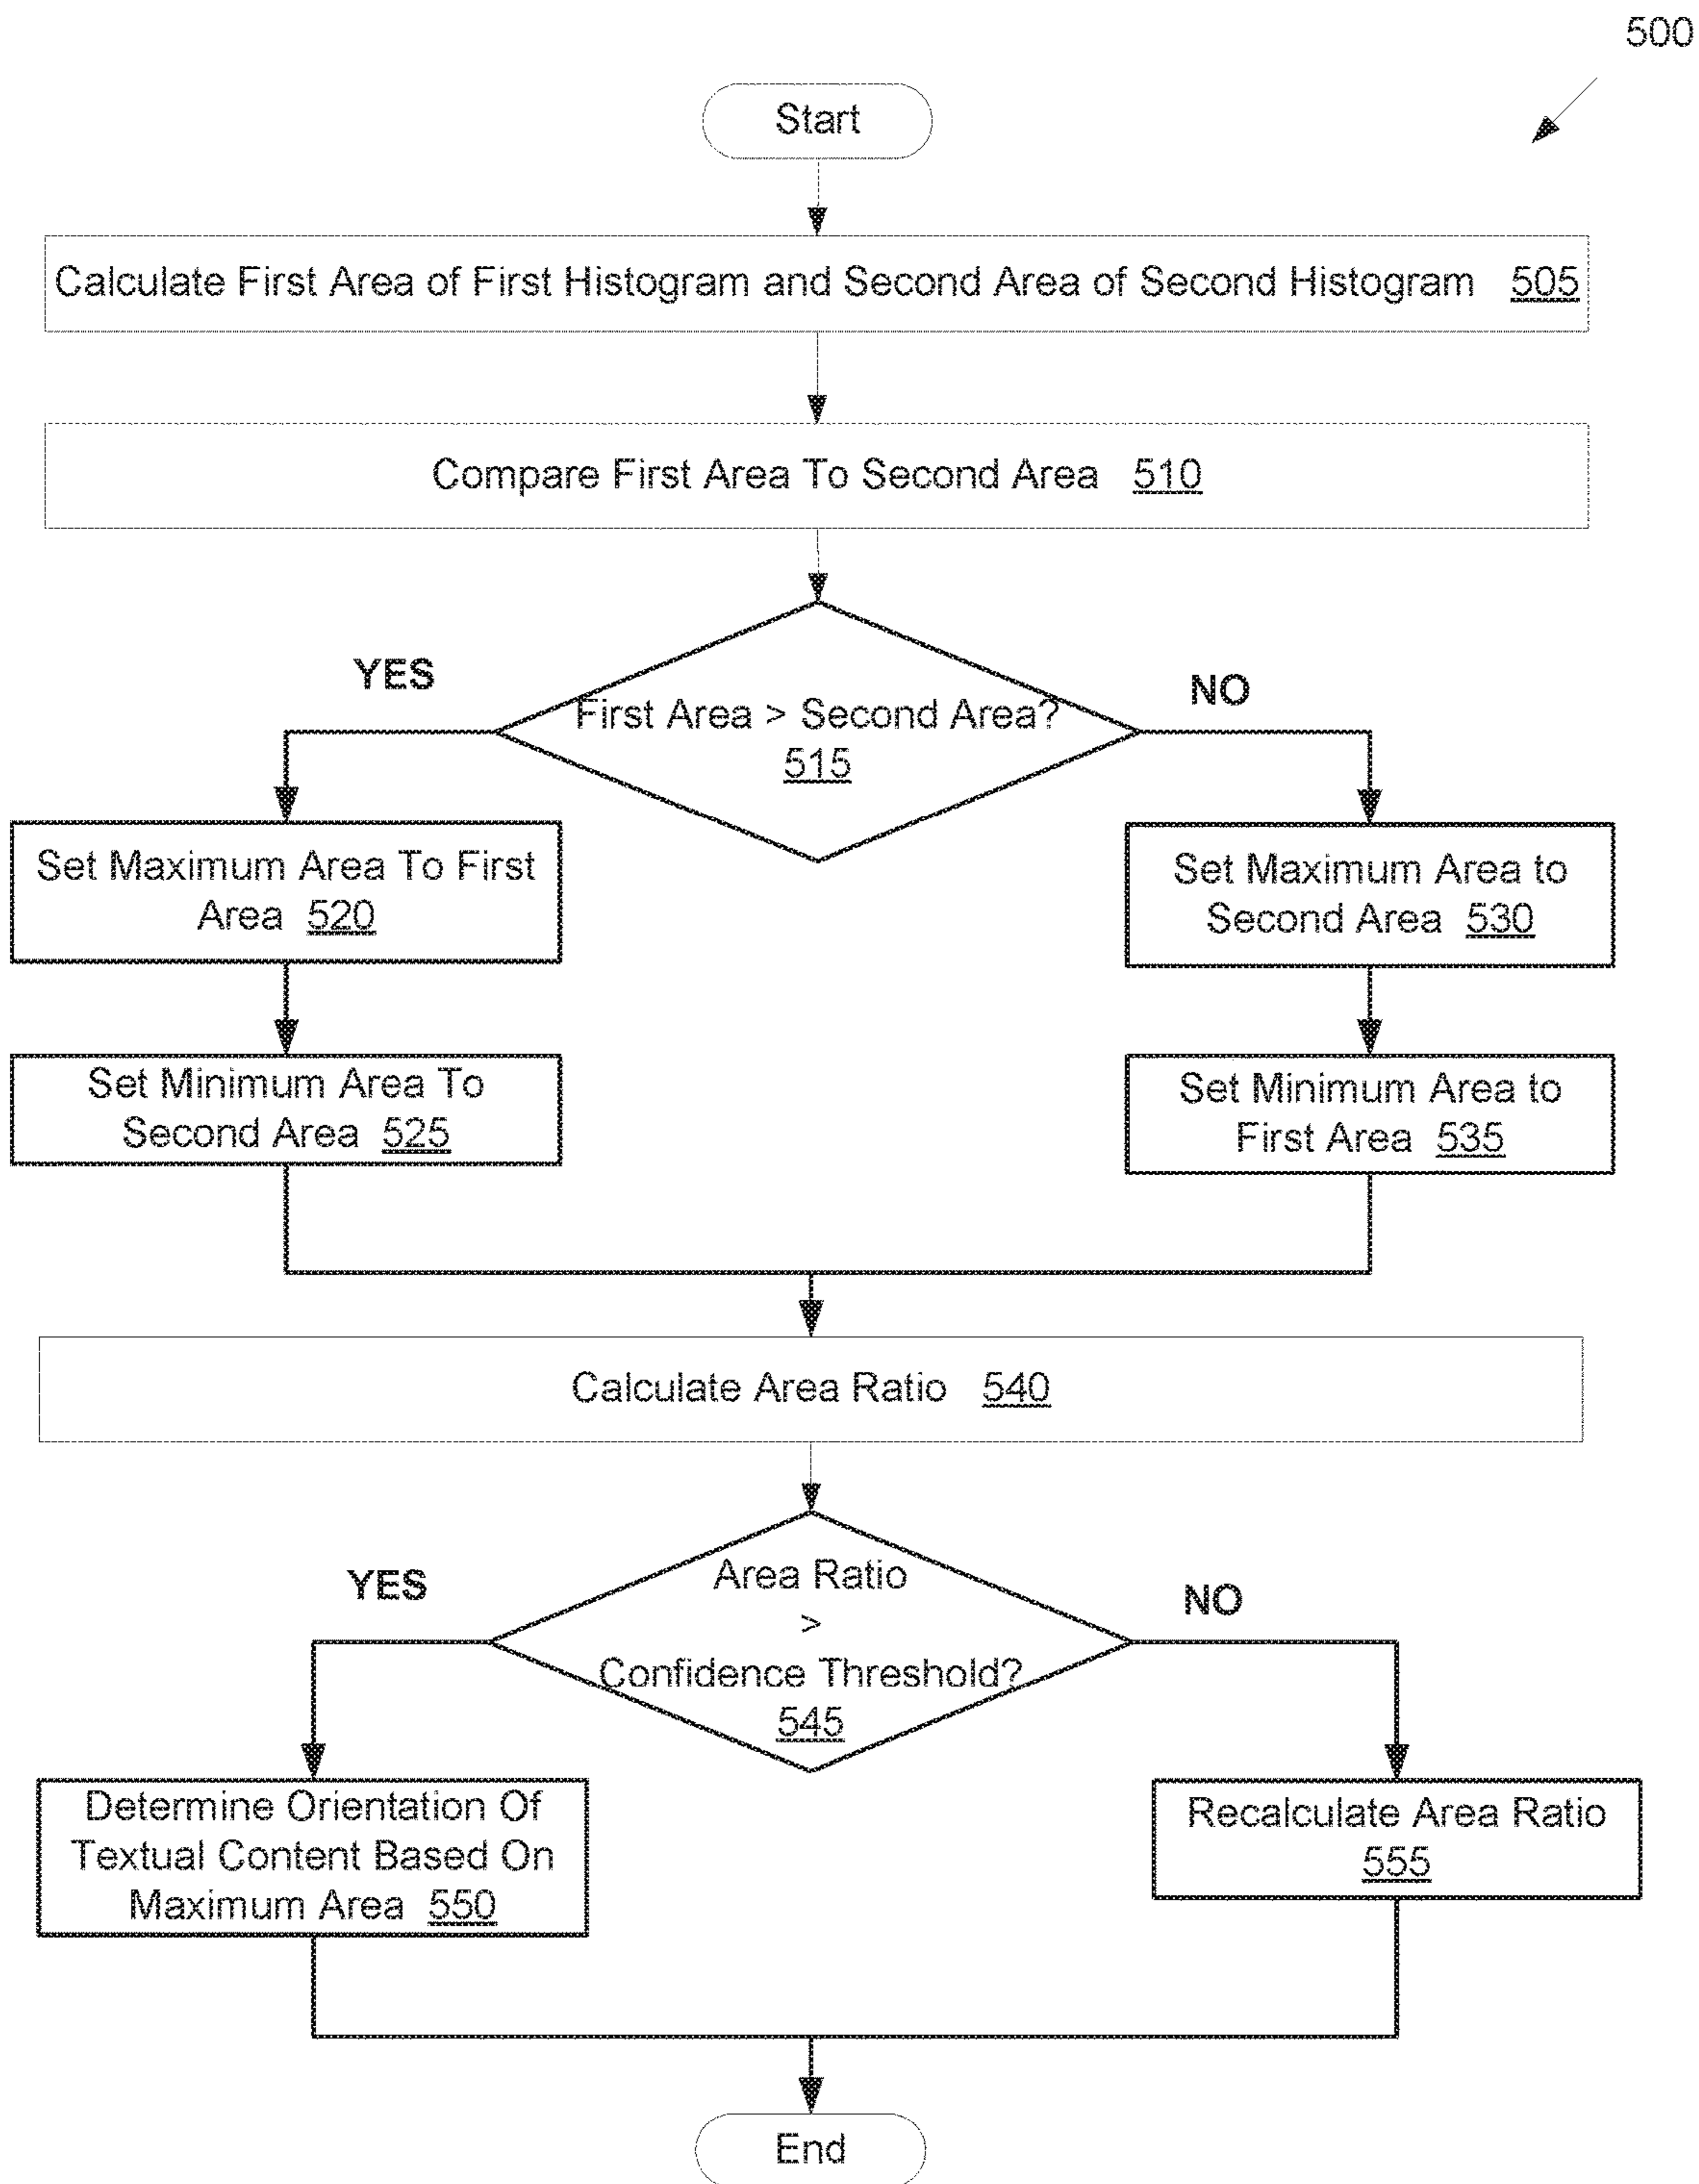 500
Start
Calculate First Area of First Histogram and Second Area of Second Histogram 505
Compare First Area To Second Area 510
YES
NO
First Area > Second Area?
515
Set Maximum Area To First
Area 520
Set Maximum Area to
Second Area 530
Set Minimum Area To
Second Area 525
Set Minimum Area to
First Area 535
Calculate Area Ratio 540
YES
NO
Area Ratio
>
Confidence Threshold?
545
Determine Orientation Of
Textual Content Based On
Maximum Area 550
Recalculate Area Ratio
555
End